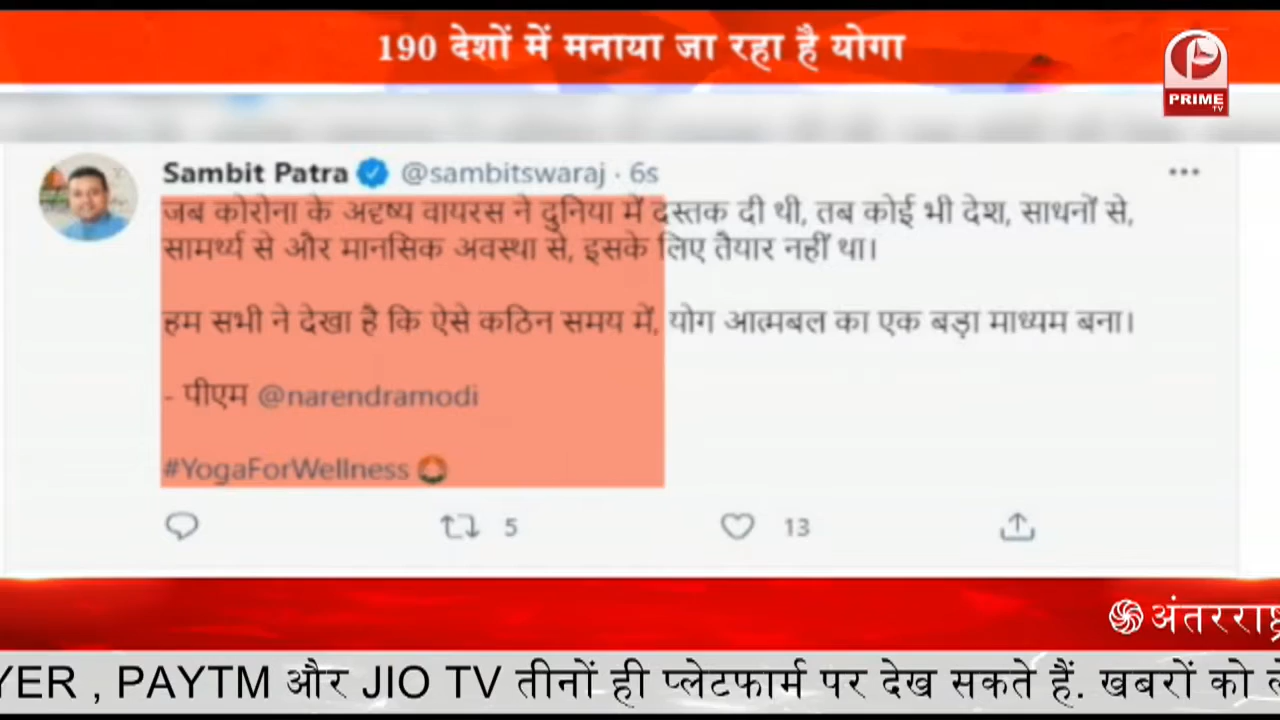 190 देशों में मनाया जा रहा है योगा
PRIME
TV
Sambit Patra @sambitswaraj · 6s
जब कोरोना के अदृष्य वायरस ने दुनिया में दस्तक दी थी, तब कोई भी देश, साधनों से,
सामर्थ्य से और मानसिक अवस्था से, इसके लिए तैयार नहीं था।
हम सभी ने देखा है कि ऐसे कठिन समय में, योग आत्मबल का एक बड़ा माध्यम बना।
- पीएम @narendramodi
#YogaForWellness
5
13
अंतरराष्ट्र
YER , PAYTM और JIO TV तीनों ही प्लेटफार्म पर देख सकते हैं. खबरों को